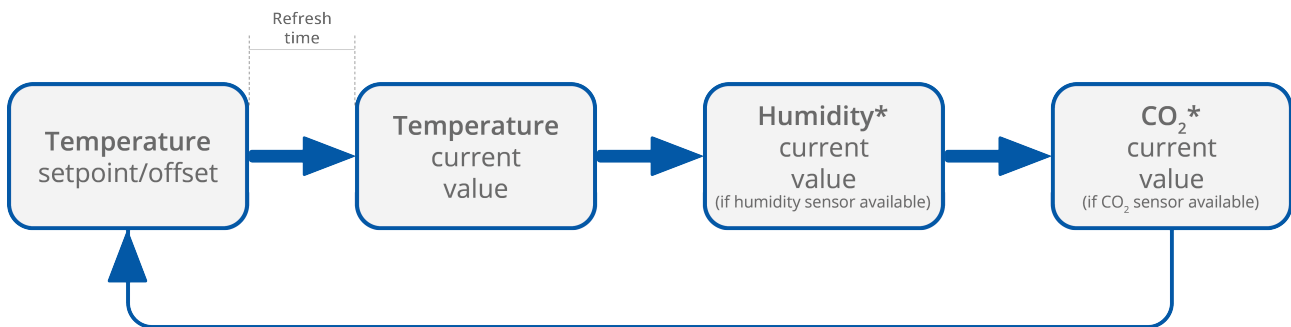 Refresh
time
Temperature
setpoint/offset
Temperature
current
value
Humidity*
current
value
(if humidity sensor available)
CO₂*
current
value
(if CO₂ sensor available)